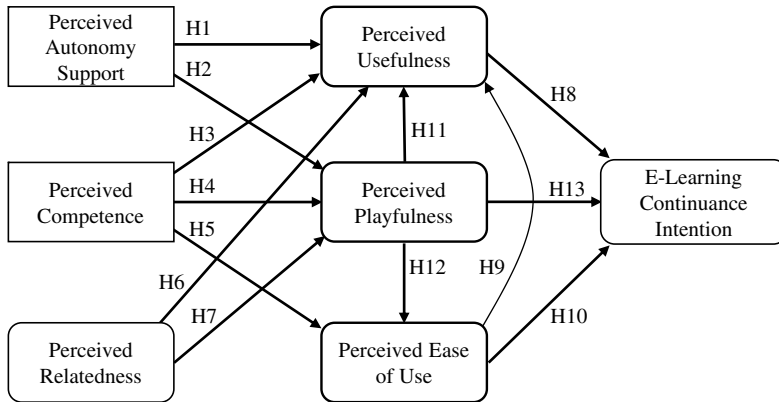 Perceived
Autonomy
Support
H1
H2
Perceived
Usefulness
H8
H3
H11
Perceived
Competence
H4
H5
Perceived
Playfulness
H13
E-Learning
Continuance
Intention
H6
H7
H12
H9
H10
Perceived
Relatedness
Perceived Ease
of Use